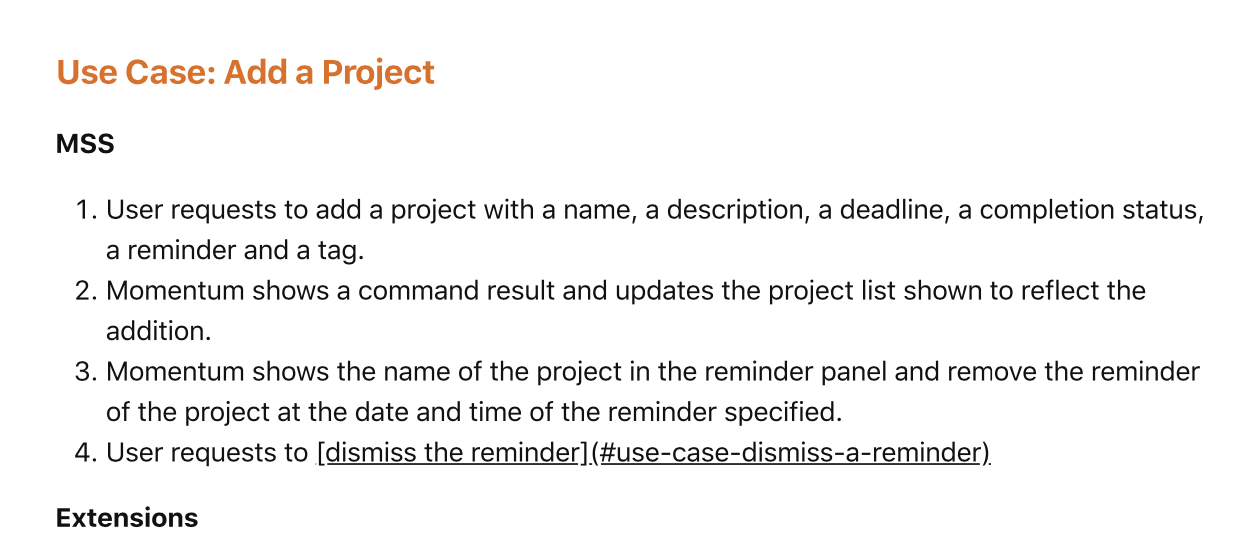 Use Case: Add a Project
MSS
1. User requests to add a project with a name, a description, a deadline, a completion status,
a reminder and a tag.
2. Momentum shows a command result and updates the project list shown to reflect the
addition.
3. Momentum shows the name of the project in the reminder panel and remove the reminder
of the project at the date and time of the reminder specified.
4. User requests to [dismiss the reminder](#use-case-dismiss-a-reminder)
Extensions